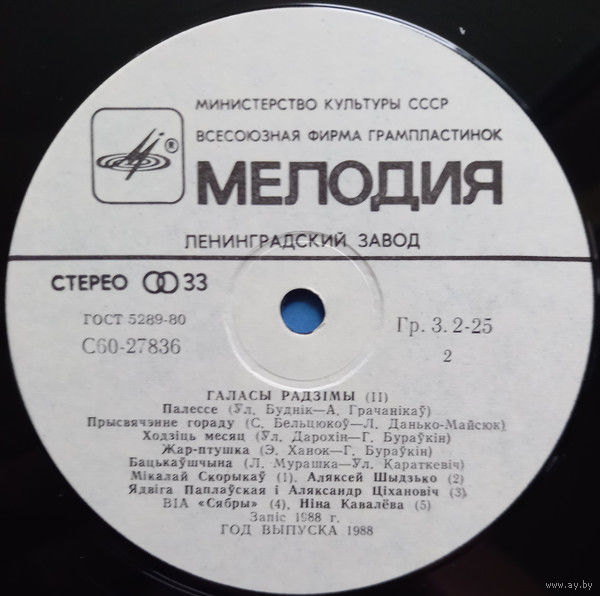 МИНИСТЕРСТВО КУЛЬТУРЫ СССР
ВСЕСОЮЗНАЯ ФИРМА ГРАМПЛАСТИНОК
®
МЕЛОДИЯ
ЛЕНИНГРАДСКИЙ ЗАВОД
СТЕРЕО 33
ГОСТ 5289-80
С60-27836
Гр. 3. 2-25
2
ГАЛАСЫ РАДЗІМЫ (II)
Палессе (Ул. Буднік—А. Грачанікаў)
Прысвячэнне гораду (С. Бельцюкоў—Л. Данько-Майсюк)
Ходзіць месяц (Ул. Дарохін—Г. Бураўкін)
Жар-птушка (Э. Ханок—Г. Бураўкін)
Бацькаўшчына (Л. Мурашка—Ул. Караткевіч)
Мікалай Скорыкаў (1), Аляксей Шыдзько (2)
Ядвіга Паплаўская і Аляксандр Ціхановіч (3)
ВІА «Сябры» (4), Ніна Кавалёва (5)
Запіс 1988 г.
ГОД ВЫПУСКА 1988
www.ay.by